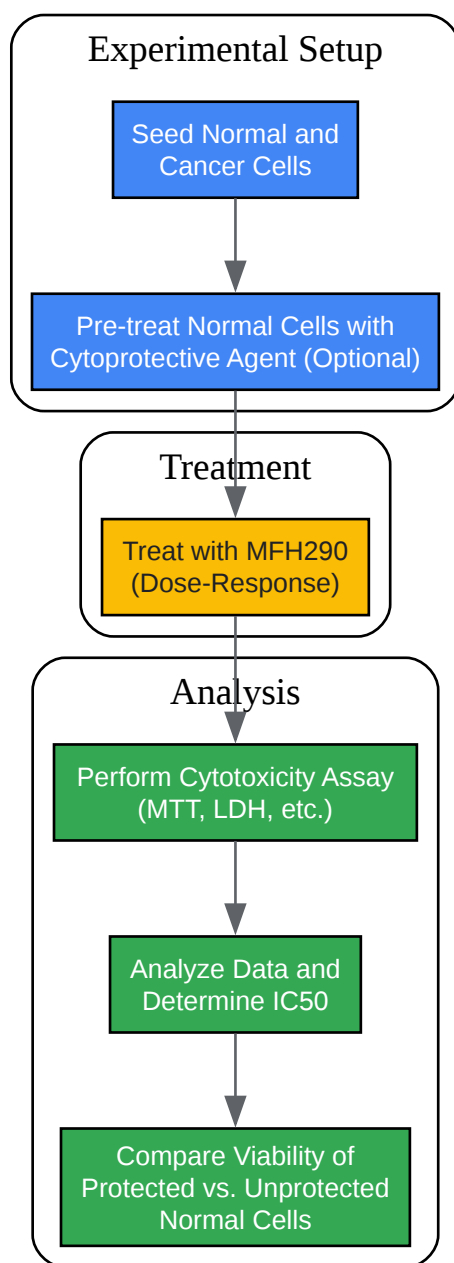 Experimental Setup
Seed Normal and
Cancer Cells
Pre-treat Normal Cells with
Cytoprotective Agent (Optional)
Treatment
Treat with MFH290
(Dose-Response)
Analysis
Perform Cytotoxicity Assay
(MTT, LDH, etc.)
Analyze Data and
Determine IC50
Compare Viability of
Protected vs. Unprotected
Normal Cells